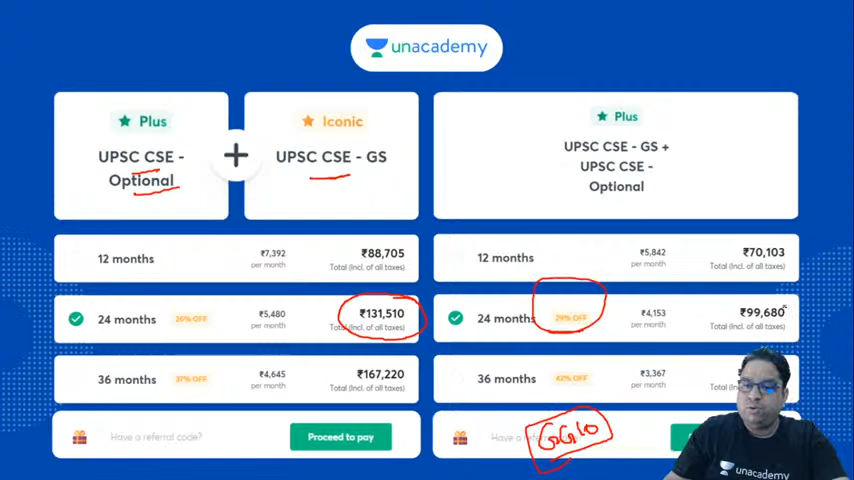 unacademy
Plus
UPSC CSE -
Optional
+
Iconic
UPSC CSE - GS
12 months
₹7,392
per month
₹88,705
Total (Incl. of all taxes)
24 months
26% OFF
₹5,480
per month
₹131,510
Total (Incl. of all taxes)
36 months
37% OFF
₹4,645
per month
₹167,220
Total (Incl. of all taxes)
Have a referral code?
Proceed to pay
Plus
UPSC CSE - GS +
UPSC CSE -
Optional
12 months
₹5,842
per month
₹70,103
Total (Incl. of all taxes)
24 months
29% OFF
₹4,153
per month
₹99,680
Total (Incl. of all taxes)
36 months
42% OFF
₹3,367
per month
Have a
unacademy